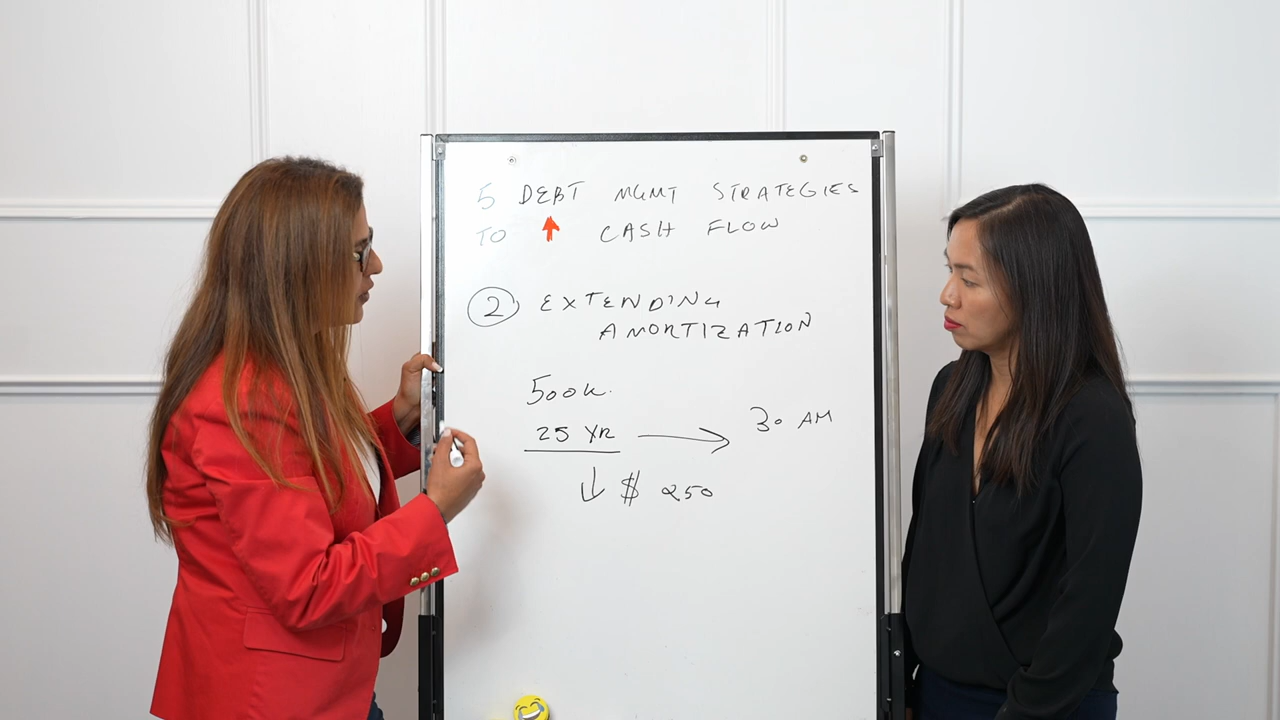 5 DEBT MGMT STRATEGIES
TO ↑ CASH FLOW
2 EXTENDING
AMORTIZATION
500k.
25 YR → 30 AM
↓ $ 250